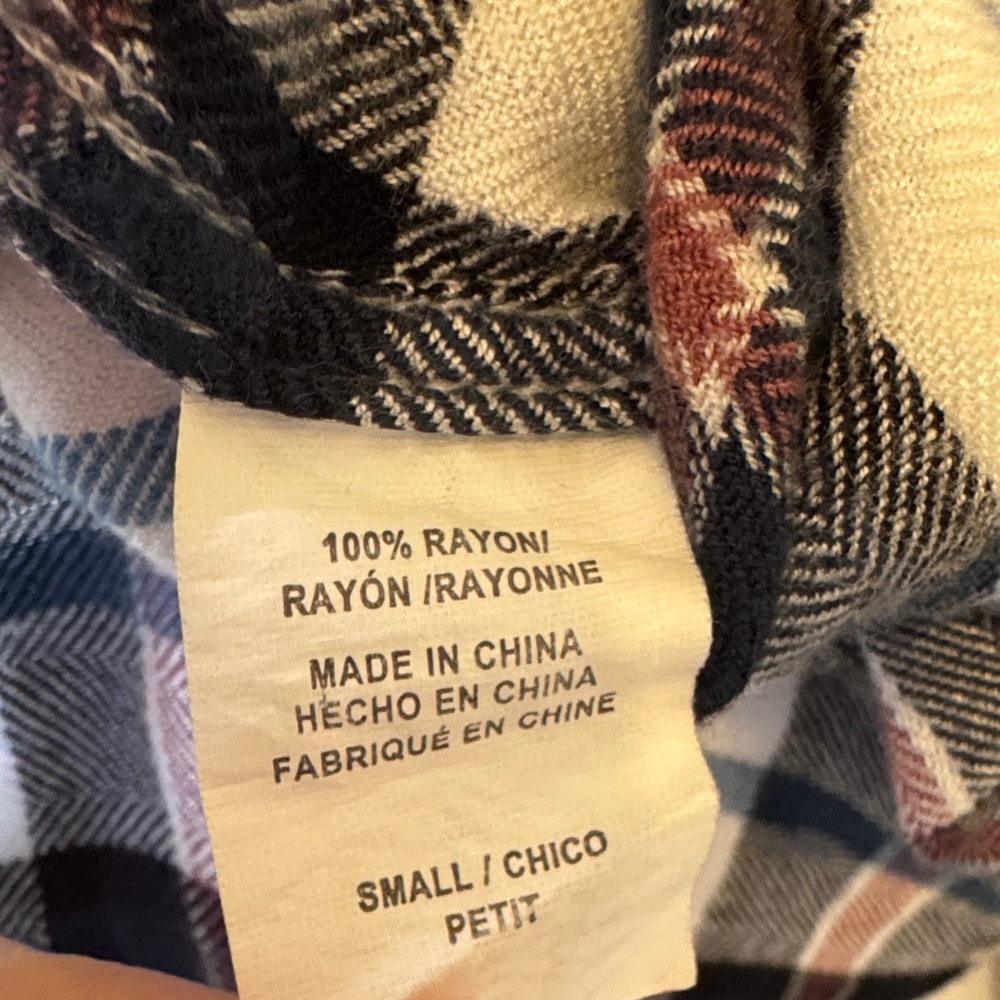 100% RAYON/
RAYÓN /RAYONNE
MADE IN CHINA
HECHO EN CHINA
FABRIQUÉ EN CHINE
SMALL / CHICO
PETIT